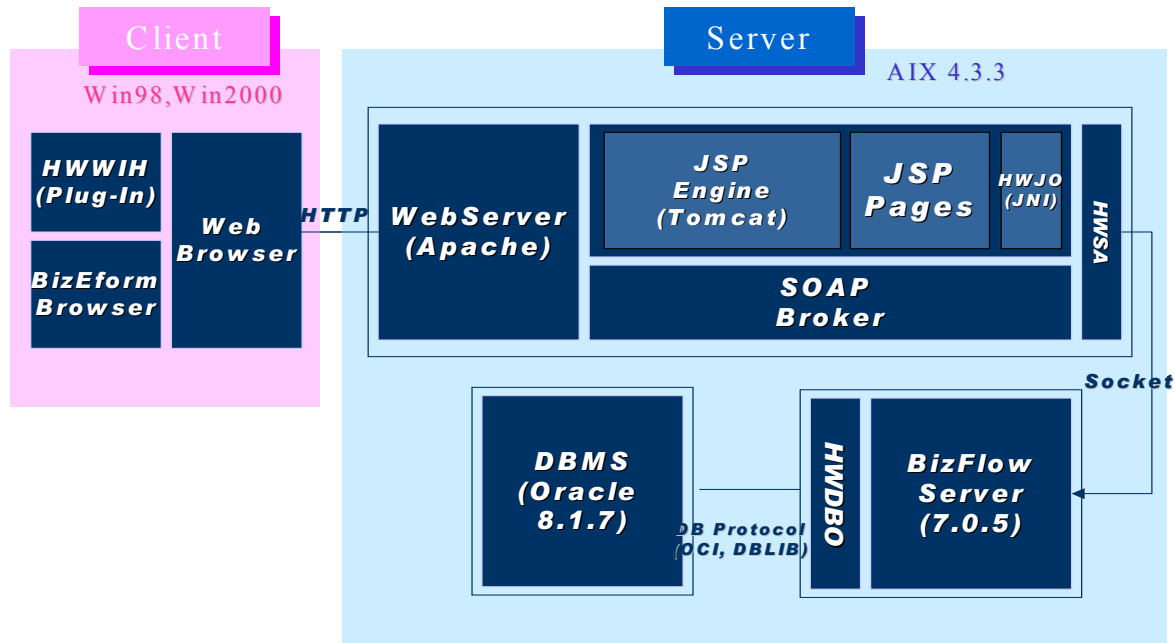 Client
Server
Win98,Win2000
AIX 4.3.3
HWWIH
(Plug-In)
BizEform
Browser
Web
Browser
HTTP
WebServer
(Apache)
JSP
Engine
(Tomcat)
JSP
Pages
HWJO
(JNI)
SOAP
Broker
HWSA
Socket
DBMS
(Oracle
8.1.7)
DB Protocol
(OCI, DBLIB)
HWDBO
BizFlow
Server
(7.0.5)